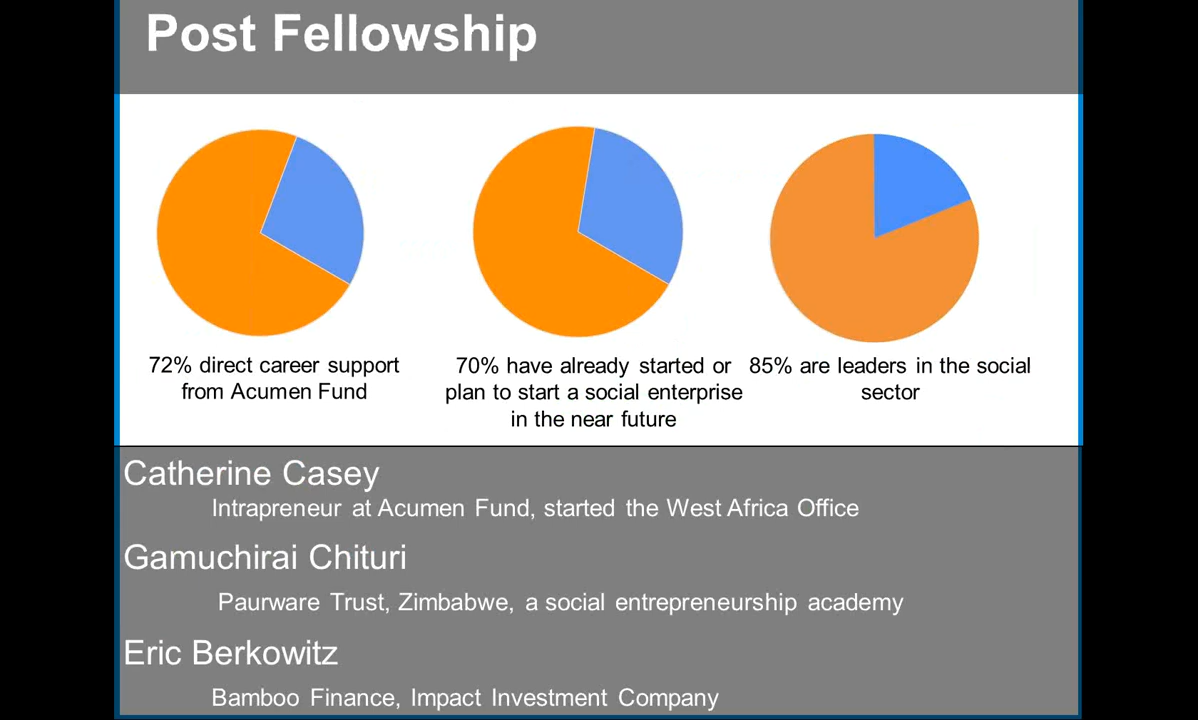 Post Fellowship
72% direct career support
from Acumen Fund
70% have already started or
plan to start a social enterprise
in the near future
85% are leaders in the social
sector
Catherine Casey
Intrapreneur at Acumen Fund, started the West Africa Office
Gamuchirai Chituri
Paurware Trust, Zimbabwe, a social entrepreneurship academy
Eric Berkowitz
Bamboo Finance, Impact Investment Company